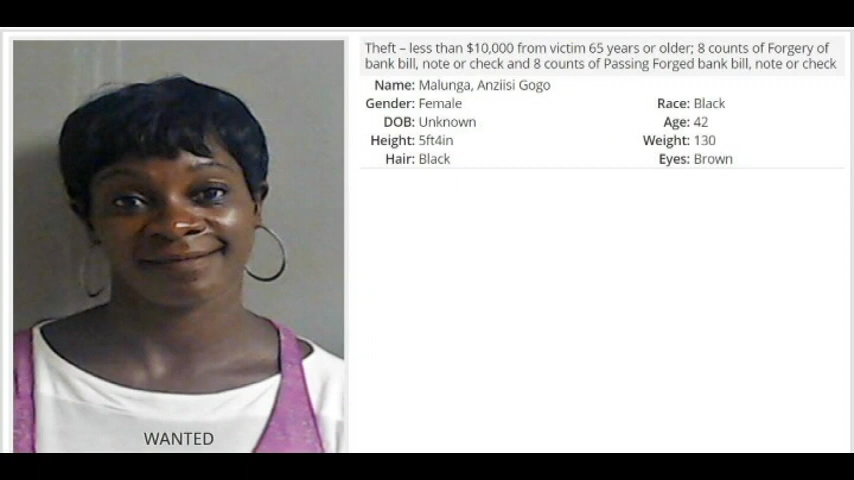 Theft – less than $10,000 from victim 65 years or older; 8 counts of Forgery of
bank bill, note or check and 8 counts of Passing Forged bank bill, note or check
Name: Malunga, Anziisi Gogo
Gender: Female
Race: Black
DOB: Unknown
Age: 42
Height: 5ft4in
Weight: 130
Hair: Black
Eyes: Brown
WANTED